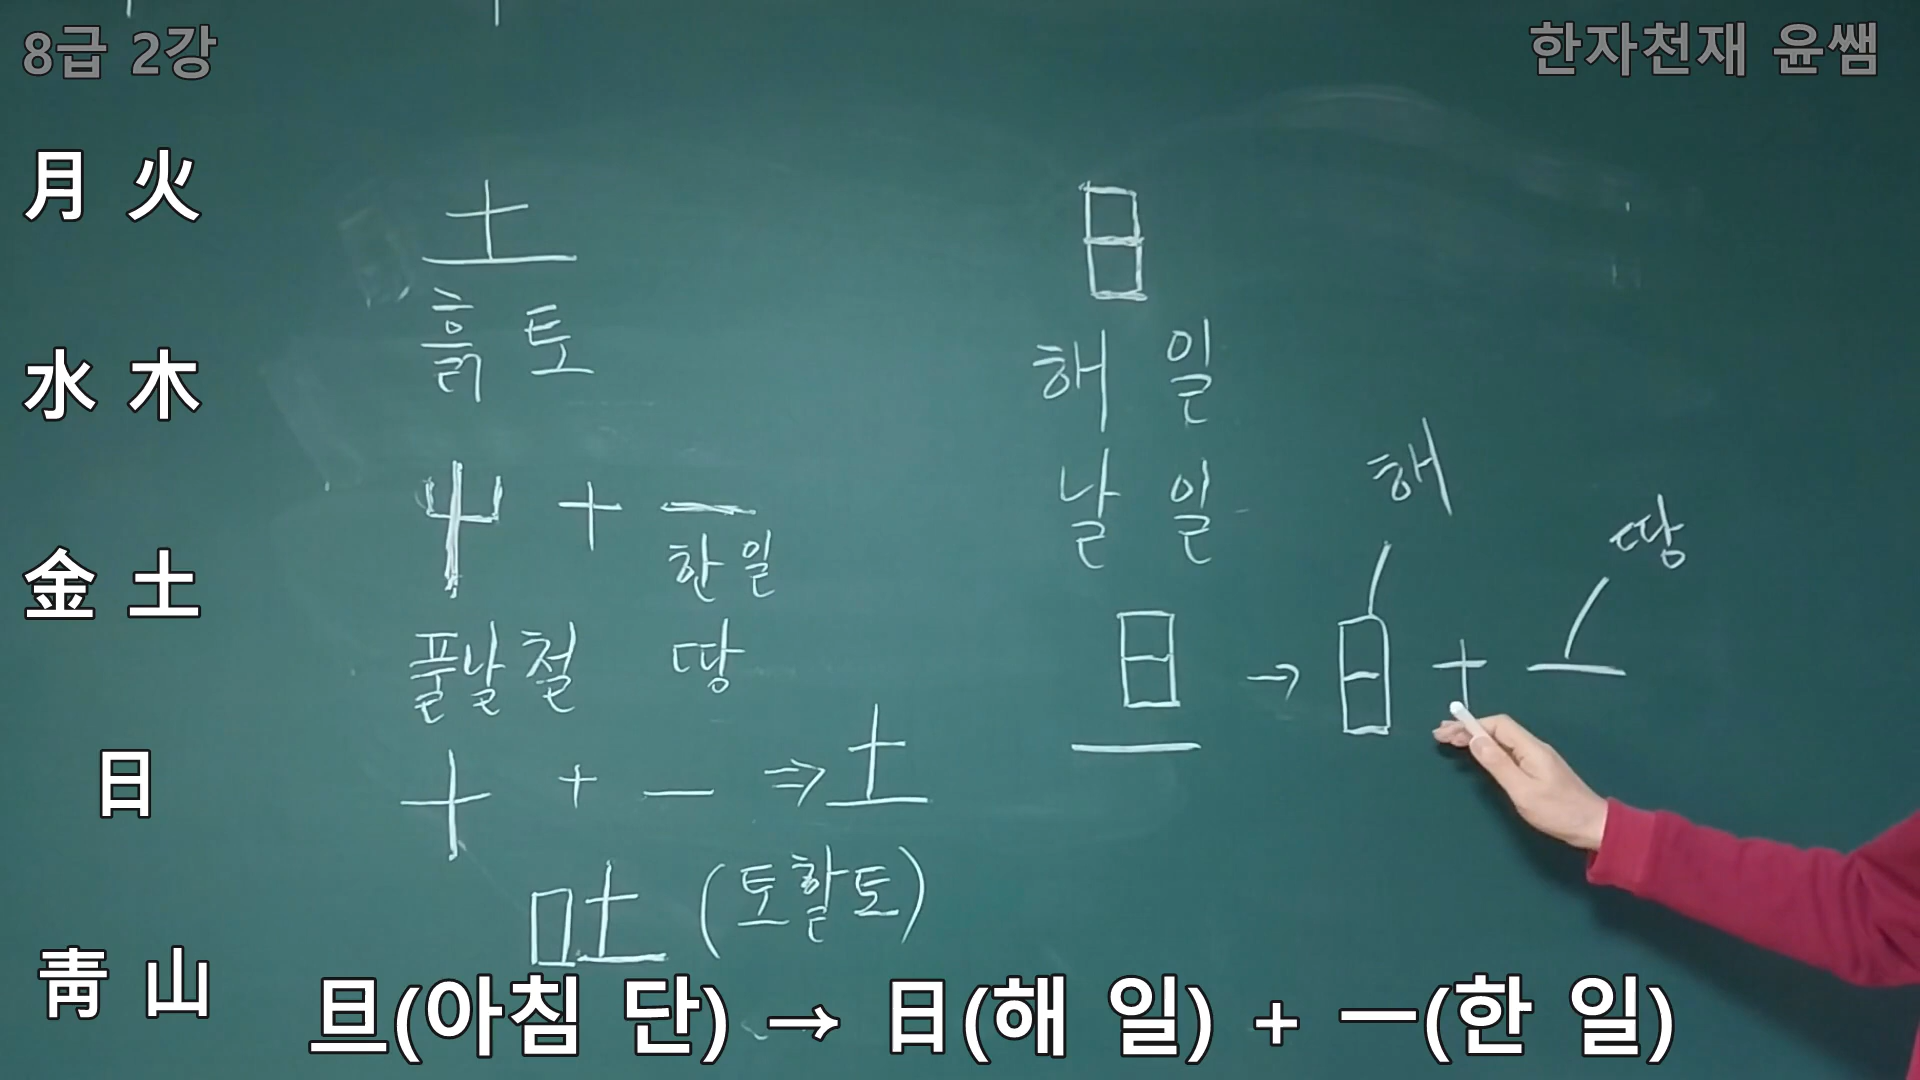 8급 2강
한자천재 윤쌤
月 火
水 木
金 土
日
靑 山
土
흙 토
屮 + 一
한 일
풀날 철 땅
十 + 一 ⇒ 土
吐 (토할토)
日
해 일
날 일
해
땅
旦 → 日 + 一
旦(아침 단) → 日(해 일) + 一(한 일)